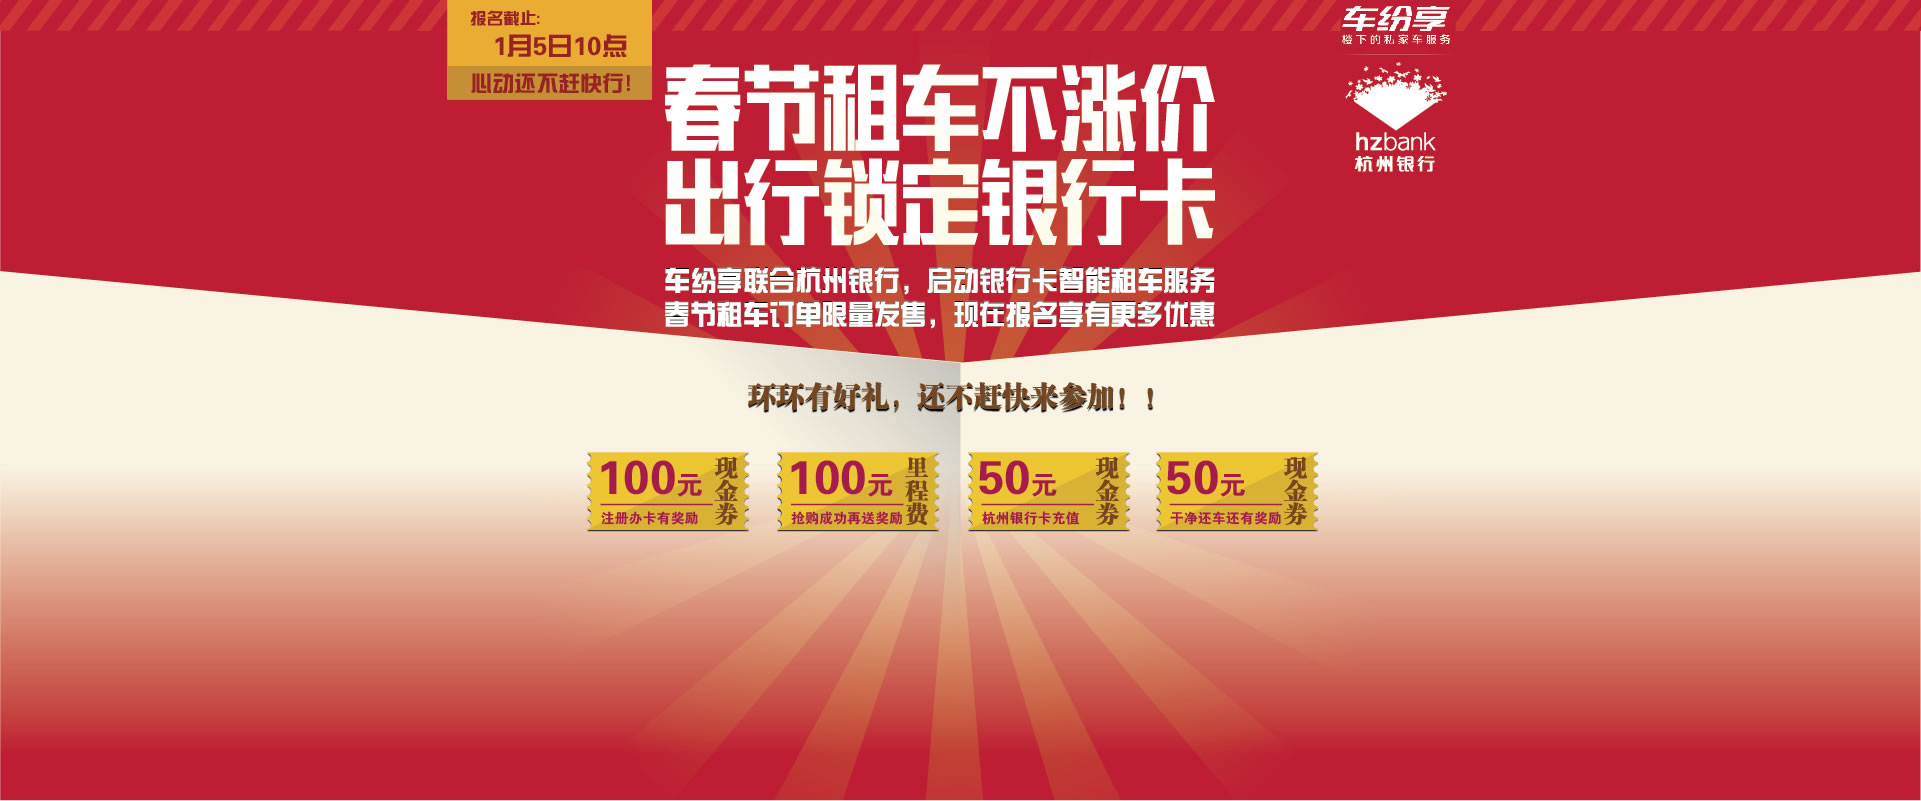 报名截止:
1月5日10点
心动还不赶快行!
车纷享
楼下的私家车服务
hzbank
杭州银行
春节租车不涨价
出行锁定银行卡
车纷享联合杭州银行，启动银行卡智能租车服务
春节租车订单限量发售，现在报名享有更多优惠
环环有好礼，还不赶快来参加！！
100元
现金券
注册办卡有奖励
100元
里程费
抢购成功再送奖励
50元
现金券
杭州银行卡充值
50元
现金券
干净还车还有奖励